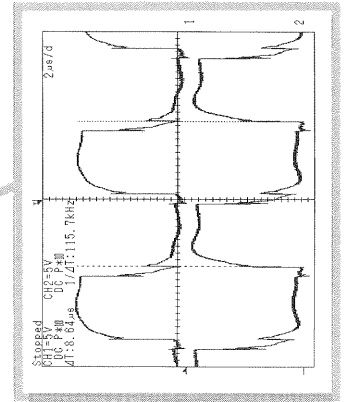 Stopped
2μs/d
CH1=5V
CH2=5V
DC P*10
DC P*10
ΔT:8.64μs
1/ΔT:115.7kHz
1
2